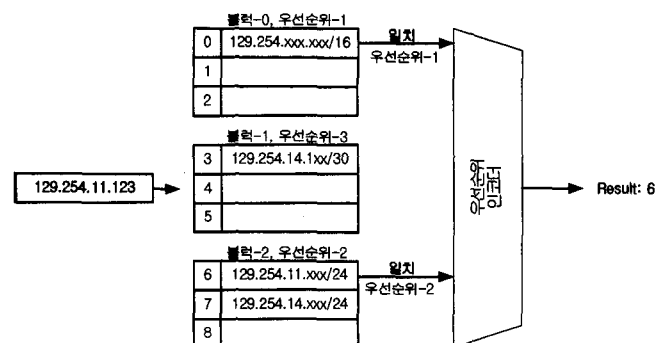 블럭-0, 우선순위-1
0 129.254.xxx.xxx/16
1
2
일치
우선순위-1
블럭-1, 우선순위-3
3 129.254.14.1xx/30
4
5
129.254.11.123
블럭-2, 우선순위-2
6 129.254.11.xxx/24
7 129.254.14.xxx/24
8
일치
우선순위-2
우선순위
인코더
Result: 6